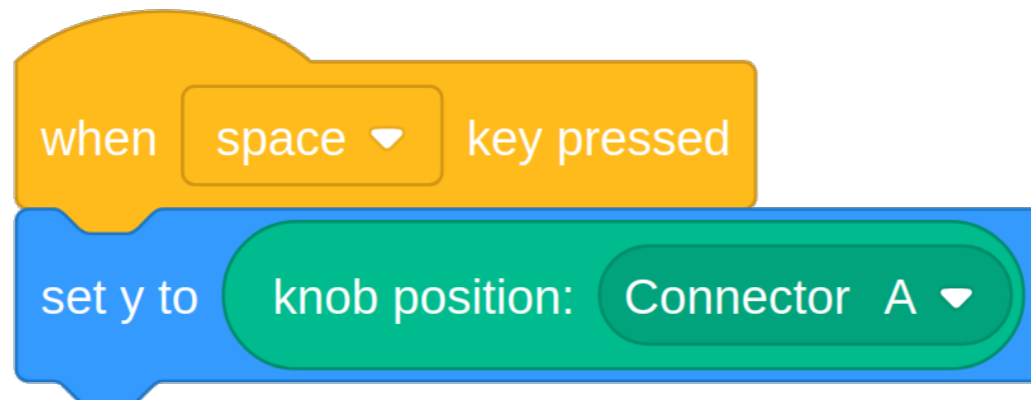 when space key pressed
set y to knob position: Connector A